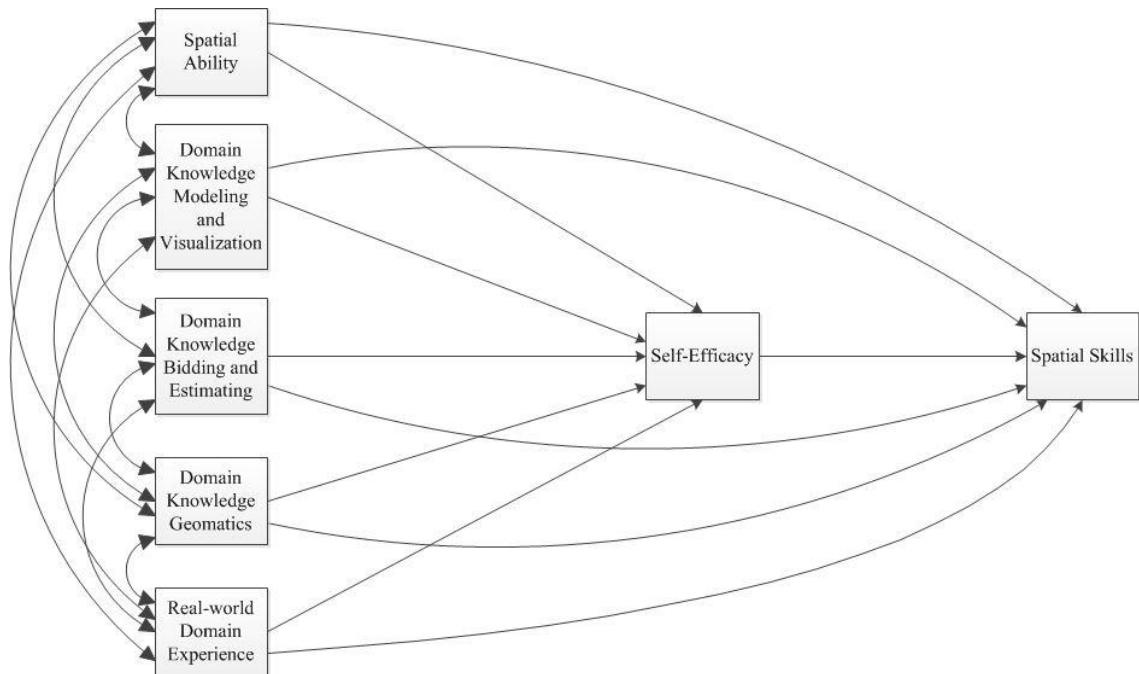 Spatial
Ability
Domain
Knowledge
Modeling
and
Visualization
Domain
Knowledge
Bidding and
Estimating
Domain
Knowledge
Geomatics
Real-world
Domain
Experience
Self-Efficacy
Spatial Skills